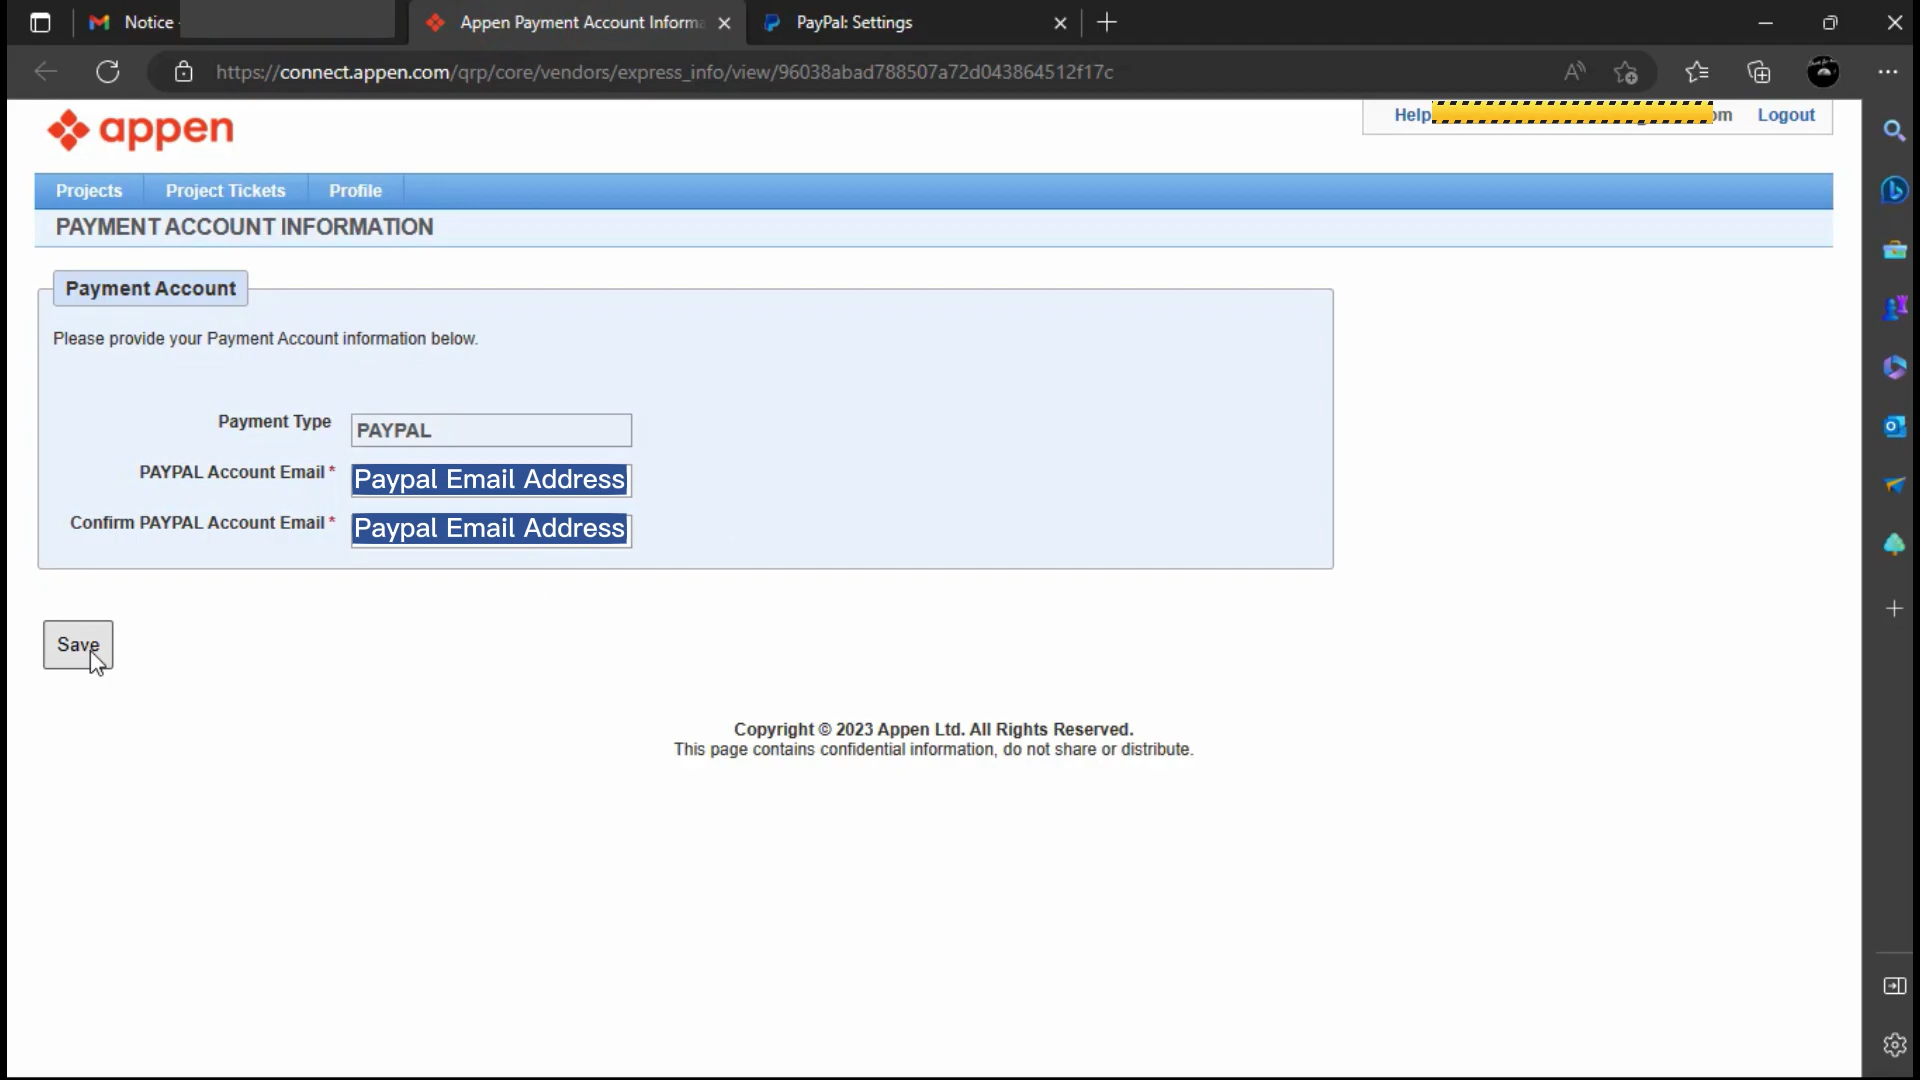 Notice
Appen Payment Account Inform
PayPal: Settings
https://connect.appen.com/qrp/core/vendors/express_info/view/96038abad788507a72d043864512f17c
appen
Help
om
Logout
Projects
Project Tickets
Profile
PAYMENT ACCOUNT INFORMATION
Payment Account
Please provide your Payment Account information below.
Payment Type
PAYPAL
PAYPAL Account Email *
Paypal Email Address
Confirm PAYPAL Account Email *
Paypal Email Address
Save
Copyright © 2023 Appen Ltd. All Rights Reserved.
This page contains confidential information, do not share or distribute.